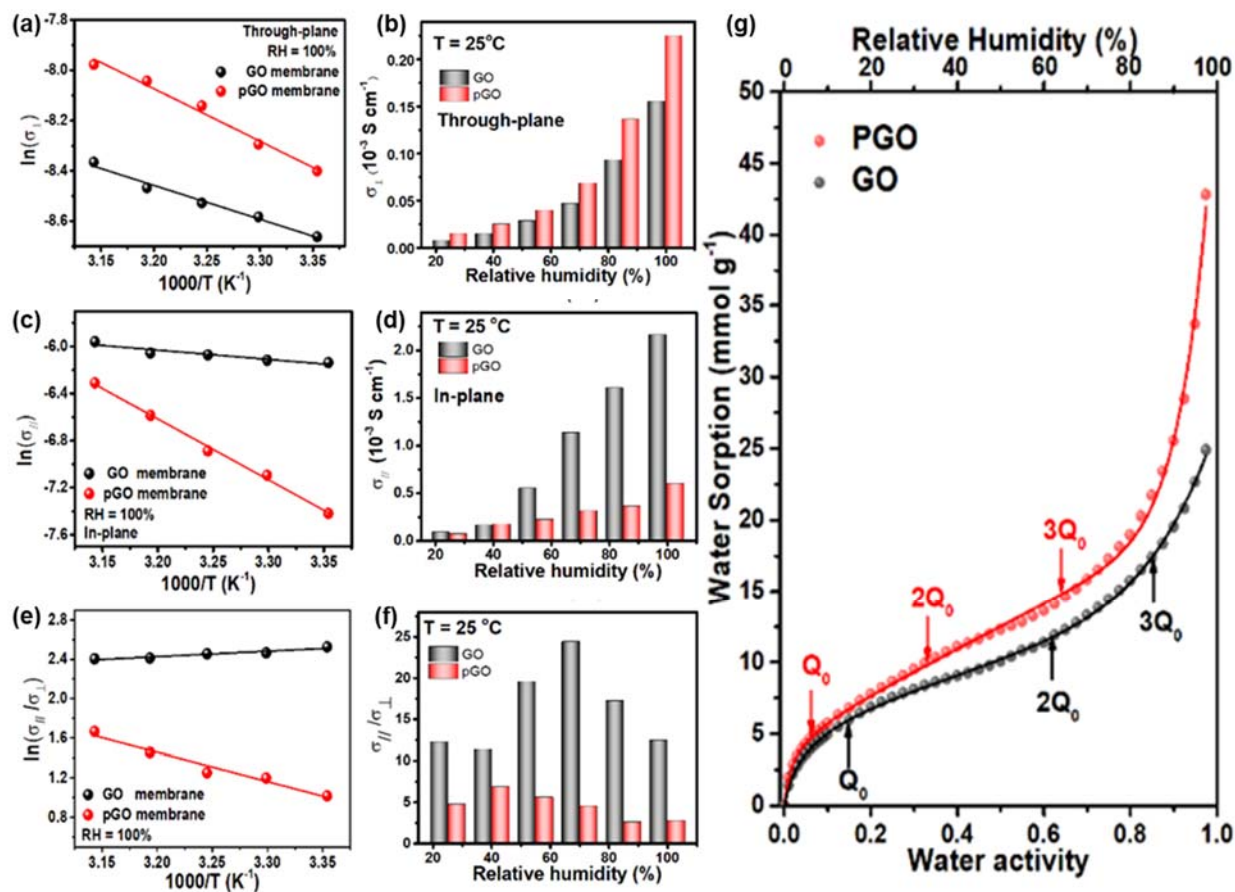 (a)
Through-plane
RH = 100%
GO membrane
pGO membrane
ln(σ⊥)
-7.8
-8.0
-8.2
-8.4
-8.6
3.15 3.20 3.25 3.30 3.35
1000/T (K⁻¹)
(b)
T = 25°C
GO
pGO
Through-plane
σ⊥ (10⁻³ S cm⁻¹)
0.20
0.15
0.10
0.05
0.00
20 40 60 80 100
Relative humidity (%)
(c)
ln(σ//)
-6.0
-6.4
-6.8
-7.2
-7.6
GO membrane
pGO membrane
RH = 100%
In-plane
3.15 3.20 3.25 3.30 3.35
1000/T (K⁻¹)
(d)
T = 25 °C
GO
pGO
In-plane
σ// (10⁻³ S cm⁻¹)
2.0
1.5
1.0
0.5
0.0
20 40 60 80 100
Relative humidity (%)
(e)
ln(σ///σ⊥)
2.8
2.4
2.0
1.6
1.2
0.8
GO membrane
pGO membrane
RH = 100%
3.15 3.20 3.25 3.30 3.35
1000/T (K⁻¹)
(f)
T = 25 °C
GO
pGO
σ///σ⊥
25
20
15
10
5
0
20 40 60 80 100
Relative humidity (%)
(g)
Relative Humidity (%)
0 20 40 60 80 100
PGO
GO
Water Sorption (mmol g⁻¹)
50
45
40
35
30
25
20
15
10
5
0
Q₀
2Q₀
3Q₀
Q₀
2Q₀
3Q₀
0.0 0.2 0.4 0.6 0.8 1.0
Water activity